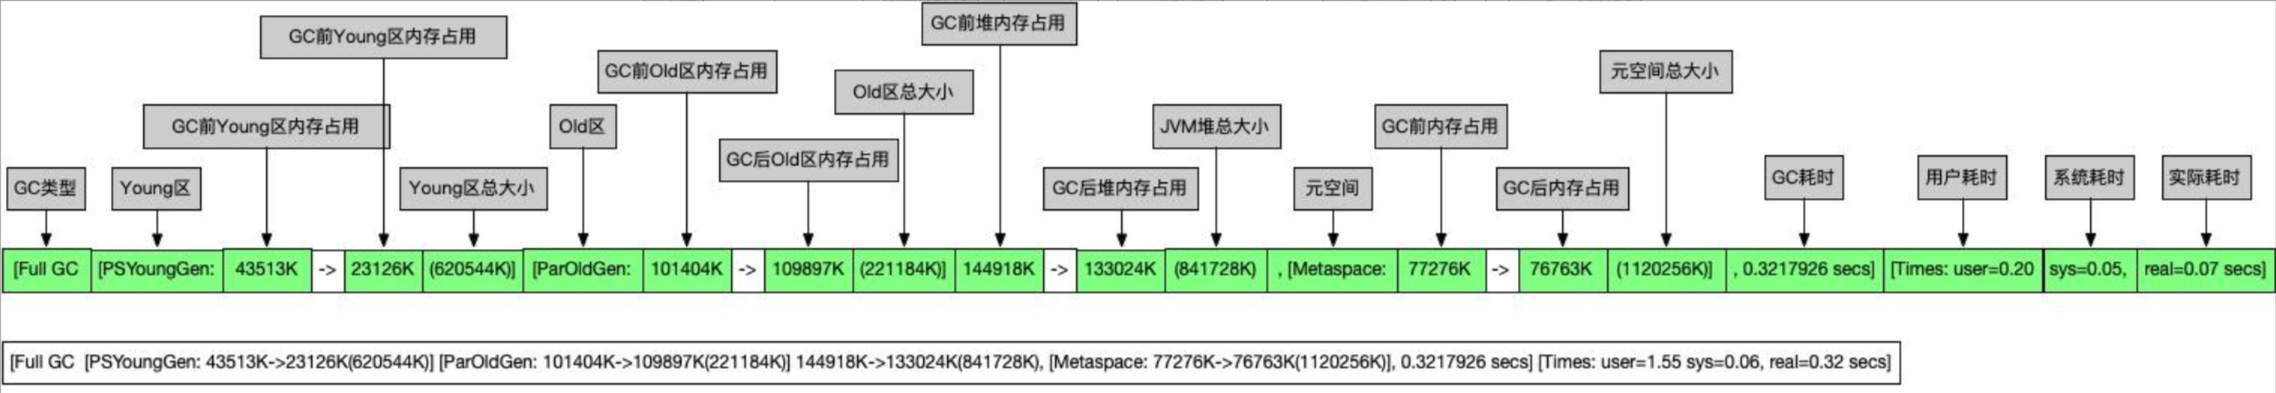 GC前堆内存占用
GC前Young区内存占用
GC前Old区内存占用
元空间总大小
Old区总大小
GC前Young区内存占用
Old区
JVM堆总大小
GC前内存占用
GC后Old区内存占用
GC类型
Young区
Young区总大小
GC后堆内存占用
元空间
GC后内存占用
GC耗时
用户耗时
系统耗时
实际耗时
[Full GC [PSYoungGen: 43513K -> 23126K (620544K)] [ParOldGen: 101404K -> 109897K (221184K)] 144918K -> 133024K (841728K) , [Metaspace: 77276K -> 76763K (1120256K)] , 0.3217926 secs] [Times: user=0.20 sys=0.05, real=0.07 secs]
[Full GC  [PSYoungGen: 43513K->23126K(620544K)] [ParOldGen: 101404K->109897K(221184K)] 144918K->133024K(841728K), [Metaspace: 77276K->76763K(1120256K)], 0.3217926 secs] [Times: user=1.55 sys=0.06, real=0.32 secs]